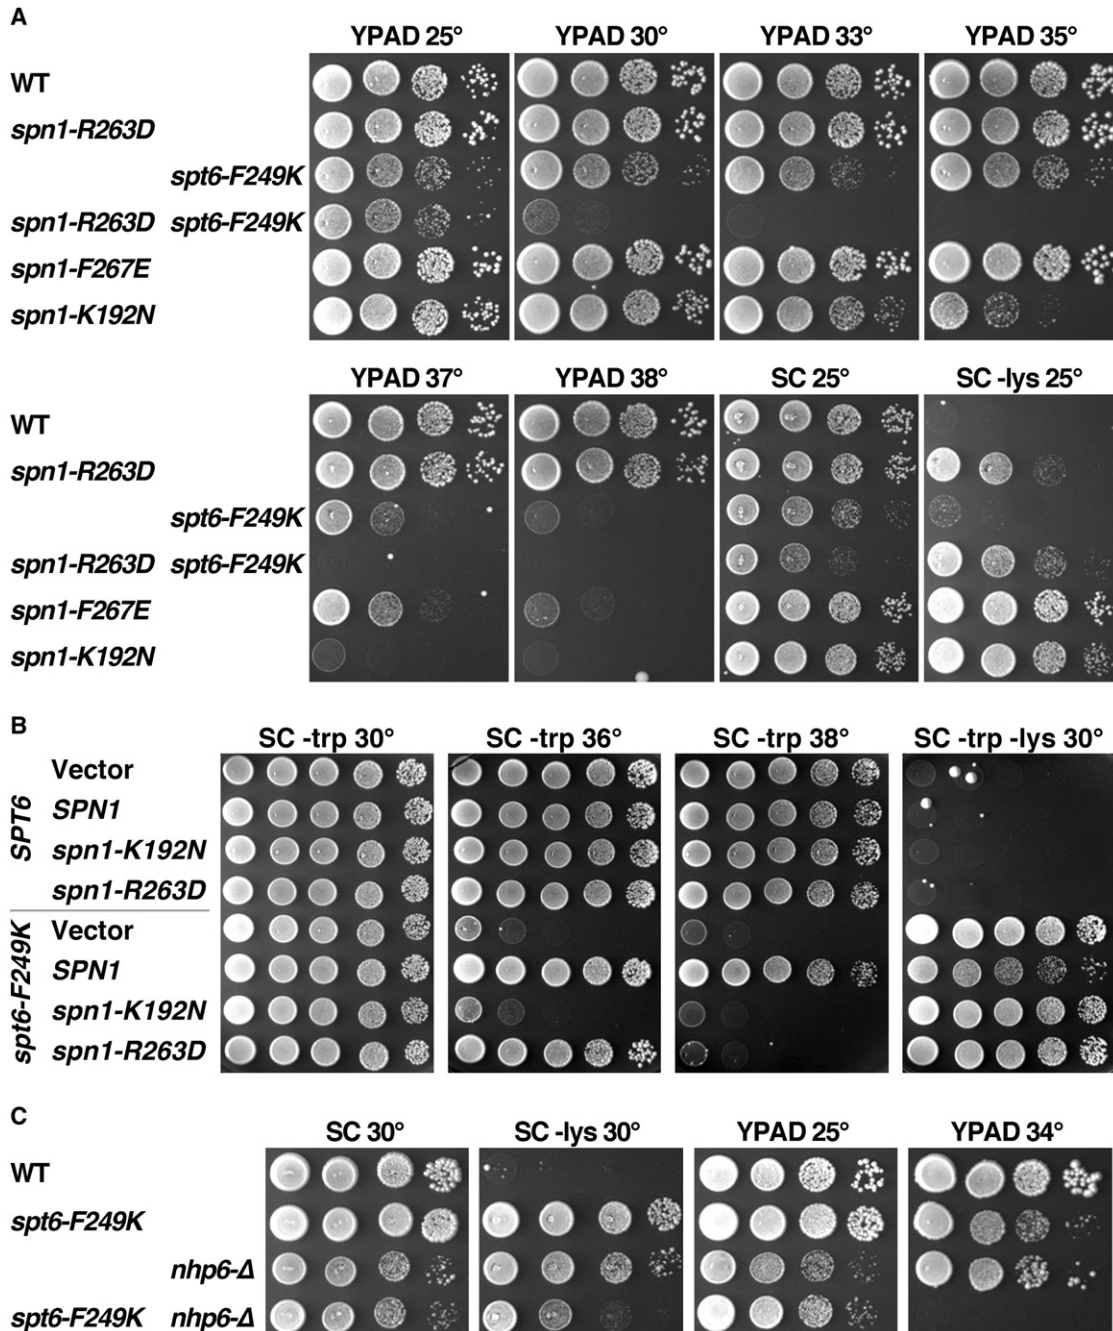 A
YPAD 25° YPAD 30° YPAD 33° YPAD 35°
WT
spn1-R263D
spt6-F249K
spn1-R263D spt6-F249K
spn1-F267E
spn1-K192N
YPAD 37° YPAD 38° SC 25° SC -lys 25°
WT
spn1-R263D
spt6-F249K
spn1-R263D spt6-F249K
spn1-F267E
spn1-K192N
B
SC -trp 30° SC -trp 36° SC -trp 38° SC -trp -lys 30°
SPT6
Vector
SPN1
spn1-K192N
spn1-R263D
spt6-F249K
Vector
SPN1
spn1-K192N
spn1-R263D
C
SC 30° SC -lys 30° YPAD 25° YPAD 34°
WT
spt6-F249K
nhp6-Δ
spt6-F249K nhp6-Δ